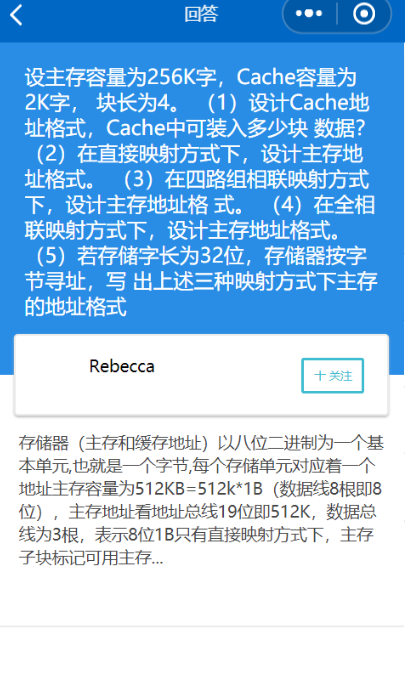 回答
设主存容量为256K字，Cache容量为
2K字， 块长为4。 （1）设计Cache地
址格式，Cache中可装入多少块 数据？
（2）在直接映射方式下，设计主存地
址格式。 （3）在四路组相联映射方式
下，设计主存地址格 式。 （4）在全相
联映射方式下，设计主存地址格式。
（5）若存储字长为32位，存储器按字
节寻址，写 出上述三种映射方式下主存
的地址格式
Rebecca
十 关注
存储器（主存和缓存地址）以八位二进制为一个基
本单元,也就是一个字节,每个存储单元对应着一个
地址主存容量为512KB=512k*1B（数据线8根即8
位），主存地址看地址总线19位即512K，数据总
线为3根，表示8位1B只有直接映射方式下，主存
子块标记可用主存...